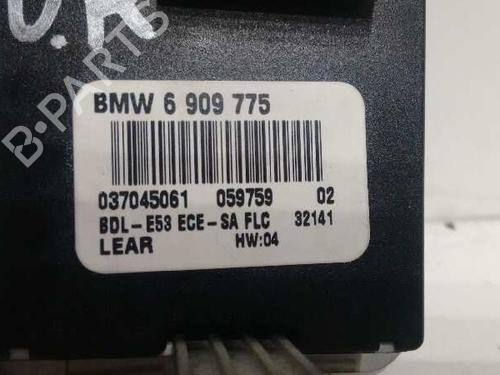 BMW 6 909 775
037045061 059759 02
BDL-E53 ECE-SA FLC 32141
LEAR HW:04
B-PARTS